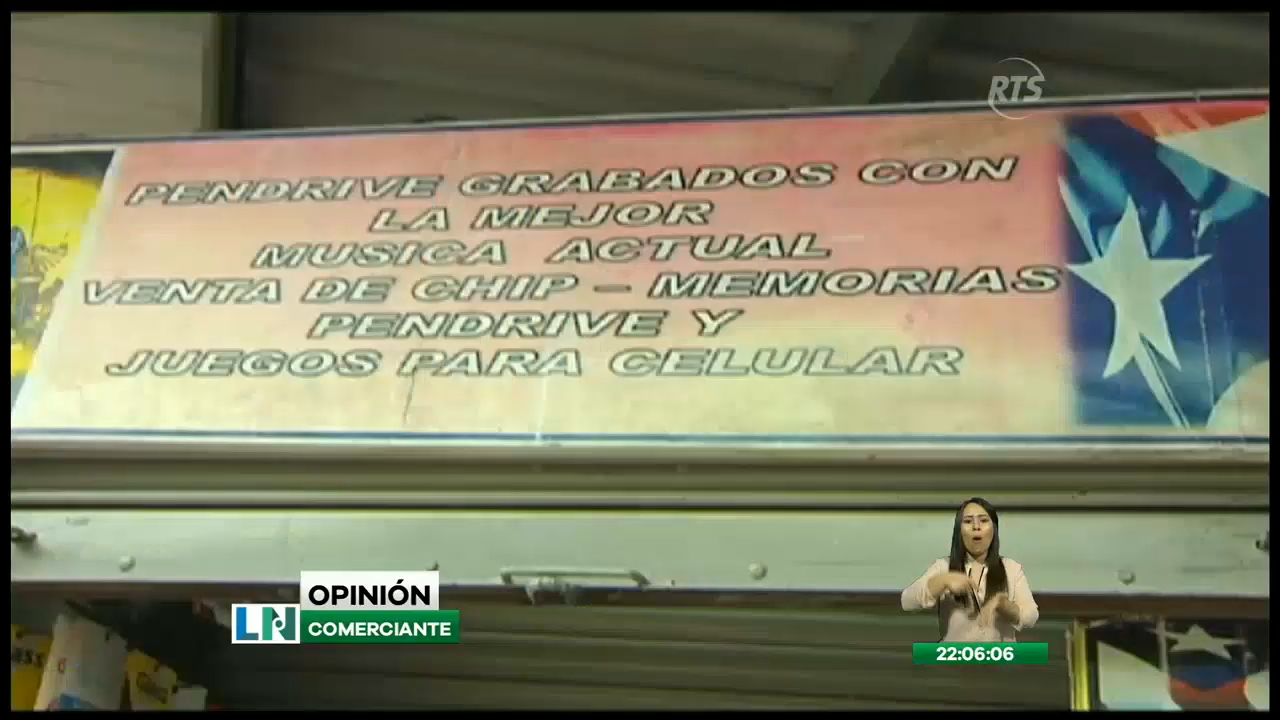 RTS
PENDRIVE GRABADOS CON
LA MEJOR
MUSICA ACTUAL
VENTA DE CHIP - MEMORIAS
PENDRIVE Y
JUEGOS PARA CELULAR
OPINIÓN
LN
COMERCIANTE
22:06:06